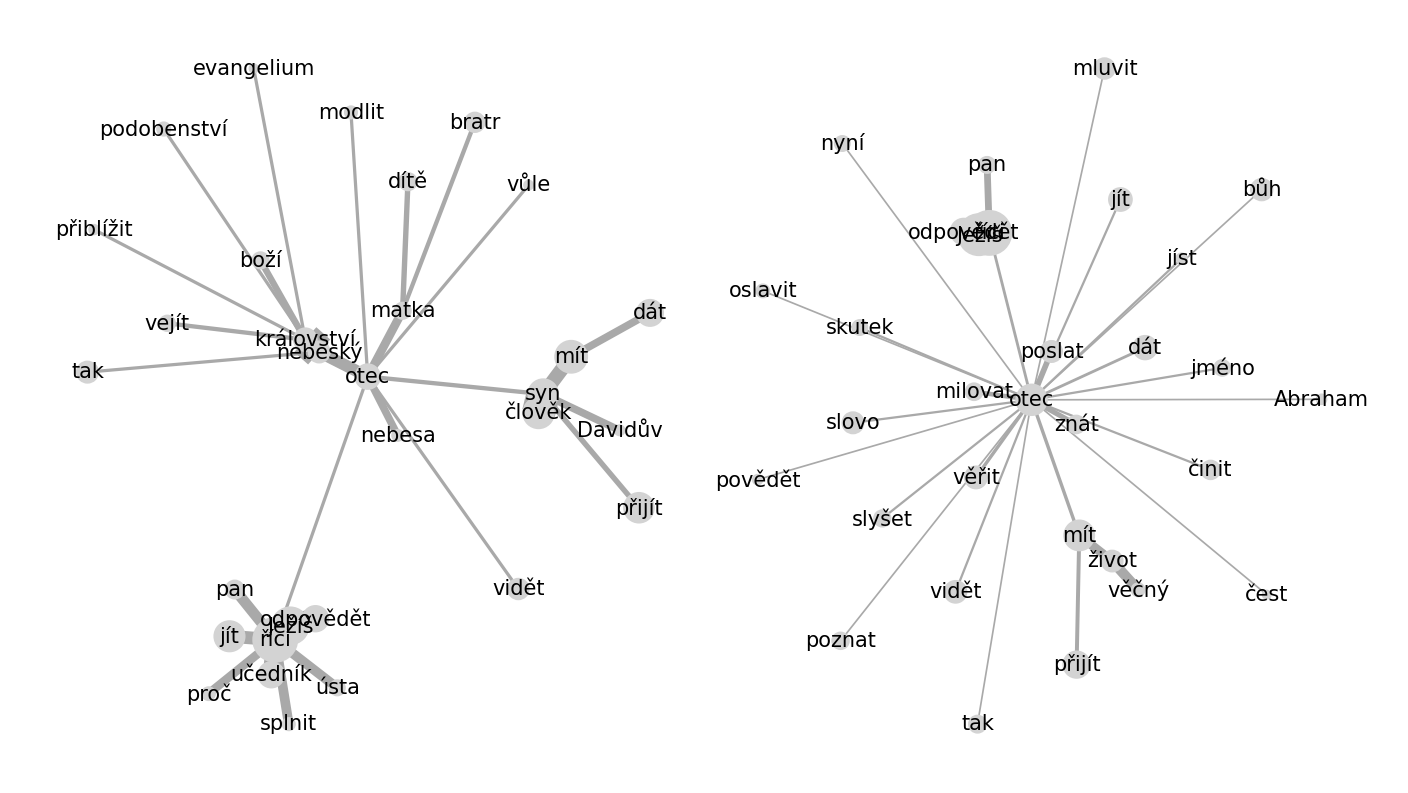 evangelium
modlit
podobenství
bratr
dítě
vůle
přiblížit
boží
matka
vejít
království
nebeský
tak
otec
dát
mít
syn
člověk
Davidův
nebesa
přijít
vidět
pan
odpovědět
ježíš
jít
říci
učedník
proč
ústa
splnit
mluvit
nyní
pan
jít
bůh
odpovědět
ježíš
jíst
oslavit
skutek
poslat
dát
jméno
milovat
otec
Abraham
slovo
znát
povědět
věřit
činit
slyšet
mít
život
vidět
věčný
čest
poznat
přijít
tak